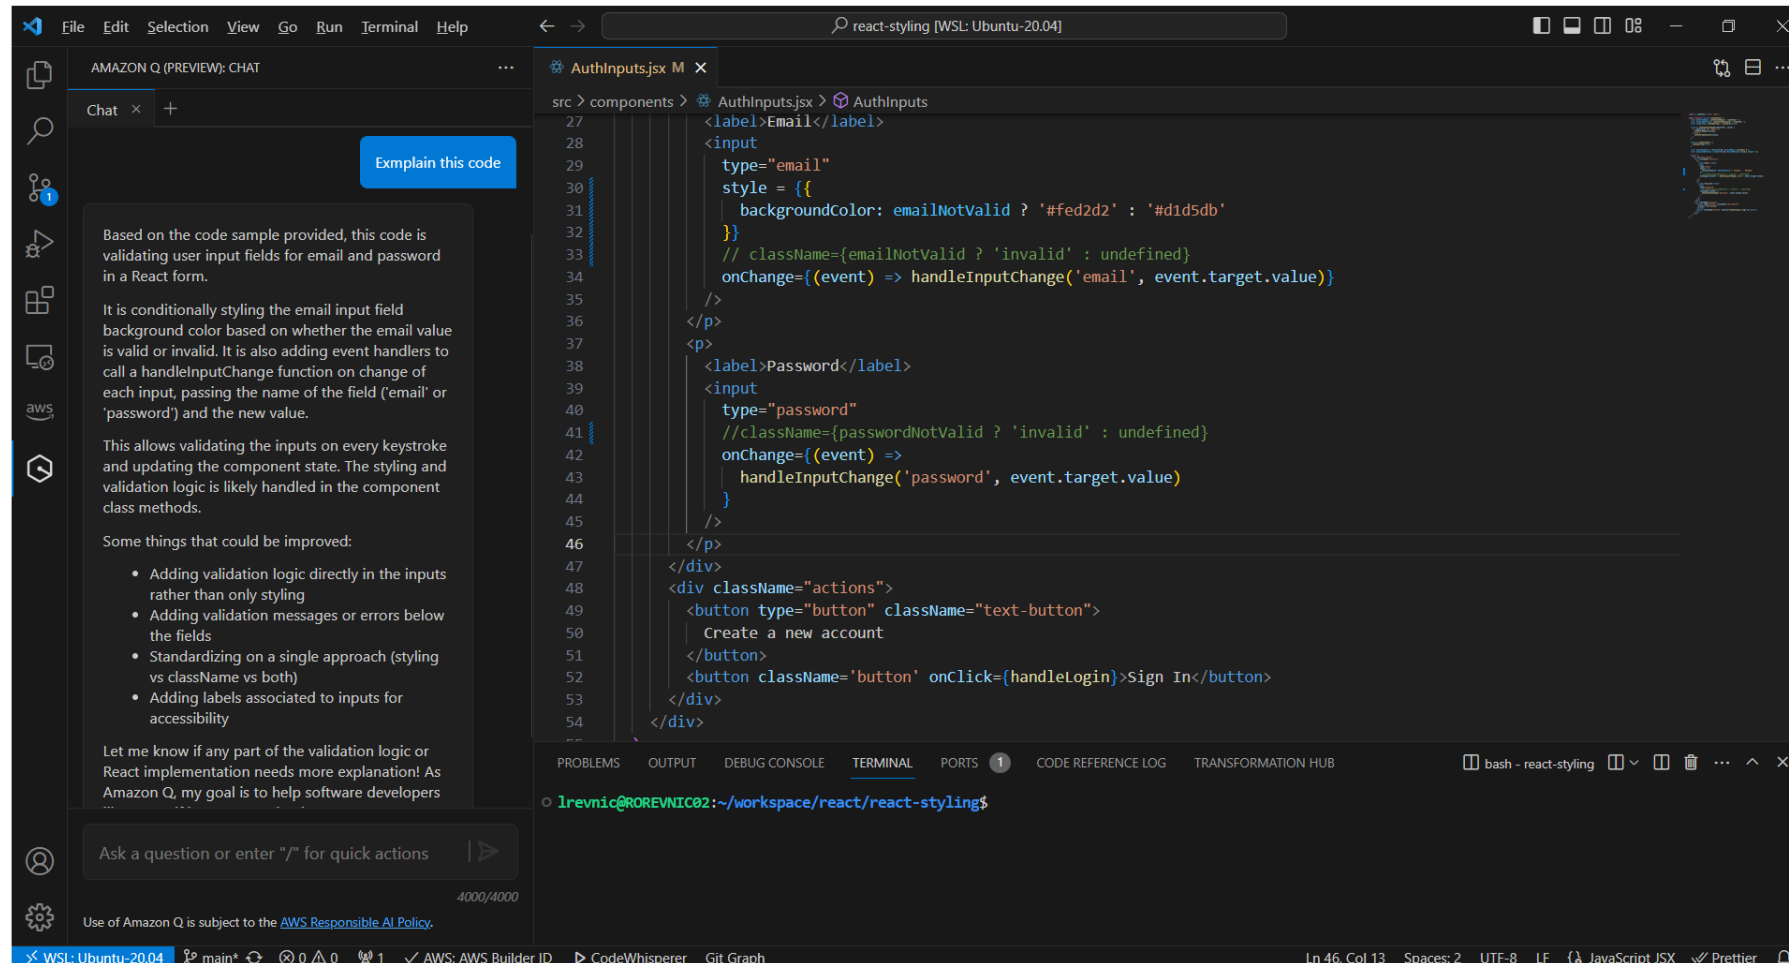 File Edit Selection View Go Run Terminal Help
react-styling [WSL: Ubuntu-20.04]
AMAZON Q (PREVIEW): CHAT
Chat
Exmplain this code
Based on the code sample provided, this code is
validating user input fields for email and password
in a React form.
It is conditionally styling the email input field
background color based on whether the email value
is valid or invalid. It is also adding event handlers to
call a handleInputChange function on change of
each input, passing the name of the field ('email' or
'password') and the new value.
This allows validating the inputs on every keystroke
and updating the component state. The styling and
validation logic is likely handled in the component
class methods.
Some things that could be improved:
• Adding validation logic directly in the inputs
rather than only styling
• Adding validation messages or errors below
the fields
• Standardizing on a single approach (styling
vs className vs both)
• Adding labels associated to inputs for
accessibility
Let me know if any part of the validation logic or
React implementation needs more explanation! As
Amazon Q, my goal is to help software developers
Ask a question or enter "/" for quick actions
4000/4000
Use of Amazon Q is subject to the AWS Responsible AI Policy.
1
aws
AuthInputs.jsx M
src > components > AuthInputs.jsx > AuthInputs
27 <label>Email</label>
28 <input
29 type="email"
30 style = {{
31 backgroundColor: emailNotValid ? '#fed2d2' : '#d1d5db'
32 }}
33 // className={emailNotValid ? 'invalid' : undefined}
34 onChange={(event) => handleInputChange('email', event.target.value)}
35 />
36 </p>
37 <p>
38 <label>Password</label>
39 <input
40 type="password"
41 //className={passwordNotValid ? 'invalid' : undefined}
42 onChange={(event) =>
43 handleInputChange('password', event.target.value)
44 }
45 />
46 </p>
47 </div>
48 <div className="actions">
49 <button type="button" className="text-button">
50 Create a new account
51 </button>
52 <button className='button' onClick={handleLogin}>Sign In</button>
53 </div>
54 </div>
PROBLEMS OUTPUT DEBUG CONSOLE TERMINAL PORTS 1 CODE REFERENCE LOG TRANSFORMATION HUB
bash - react-styling
lrevnic@ROREVNIC02:~/workspace/react/react-styling$
WSL: Ubuntu-20.04 main* 0 0 1 AWS: AWS Builder ID CodeWhisperer Git Graph
Ln 46, Col 13 Spaces: 2 UTF-8 LF JavaScript JSX Prettier